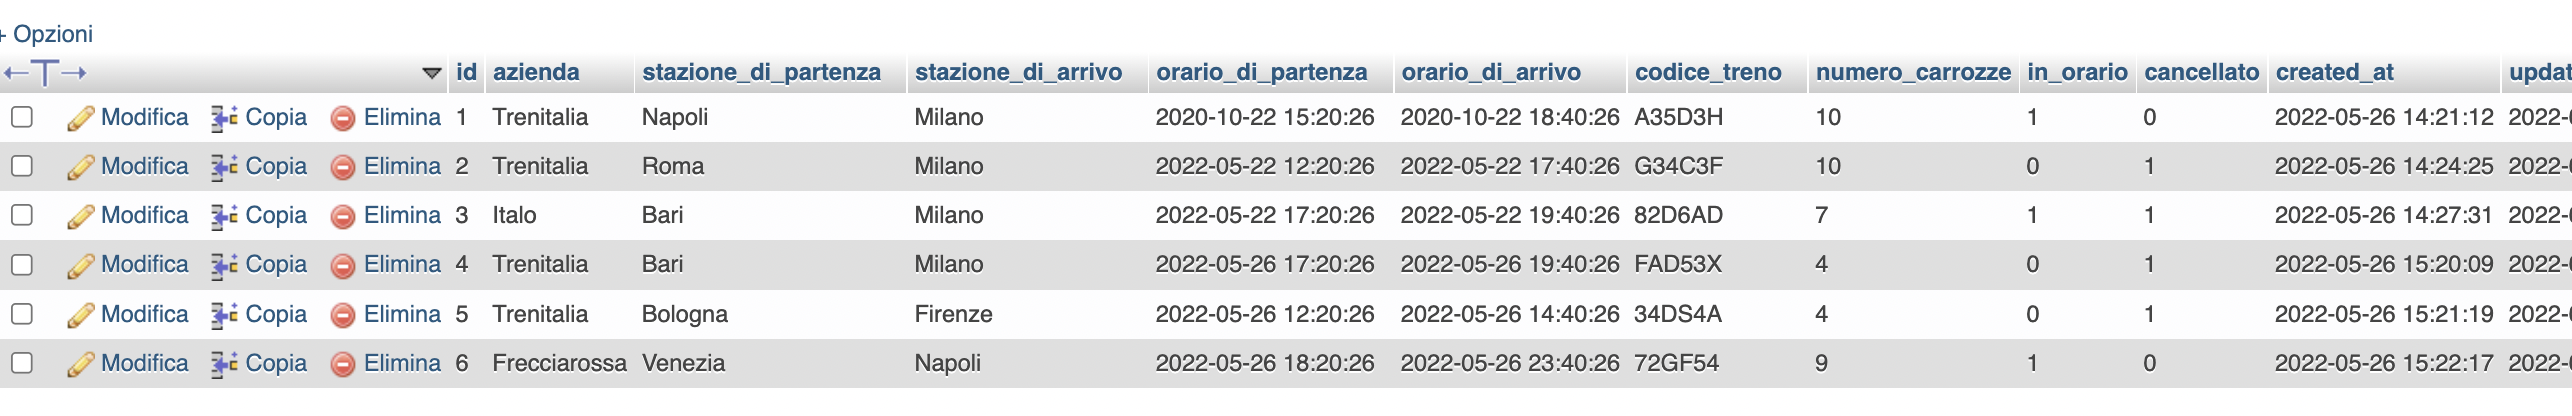 + Opzioni
←T→ id azienda stazione_di_partenza stazione_di_arrivo orario_di_partenza orario_di_arrivo codice_treno numero_carrozze in_orario cancellato created_at updat
Modifica Copia Elimina 1 Trenitalia Napoli Milano 2020-10-22 15:20:26 2020-10-22 18:40:26 A35D3H 10 1 0 2022-05-26 14:21:12 2022-
Modifica Copia Elimina 2 Trenitalia Roma Milano 2022-05-22 12:20:26 2022-05-22 17:40:26 G34C3F 10 0 1 2022-05-26 14:24:25 2022-
Modifica Copia Elimina 3 Italo Bari Milano 2022-05-22 17:20:26 2022-05-22 19:40:26 82D6AD 7 1 1 2022-05-26 14:27:31 2022-
Modifica Copia Elimina 4 Trenitalia Bari Milano 2022-05-26 17:20:26 2022-05-26 19:40:26 FAD53X 4 0 1 2022-05-26 15:20:09 2022-
Modifica Copia Elimina 5 Trenitalia Bologna Firenze 2022-05-26 12:20:26 2022-05-26 14:40:26 34DS4A 4 0 1 2022-05-26 15:21:19 2022-
Modifica Copia Elimina 6 Frecciarossa Venezia Napoli 2022-05-26 18:20:26 2022-05-26 23:40:26 72GF54 9 1 0 2022-05-26 15:22:17 2022-